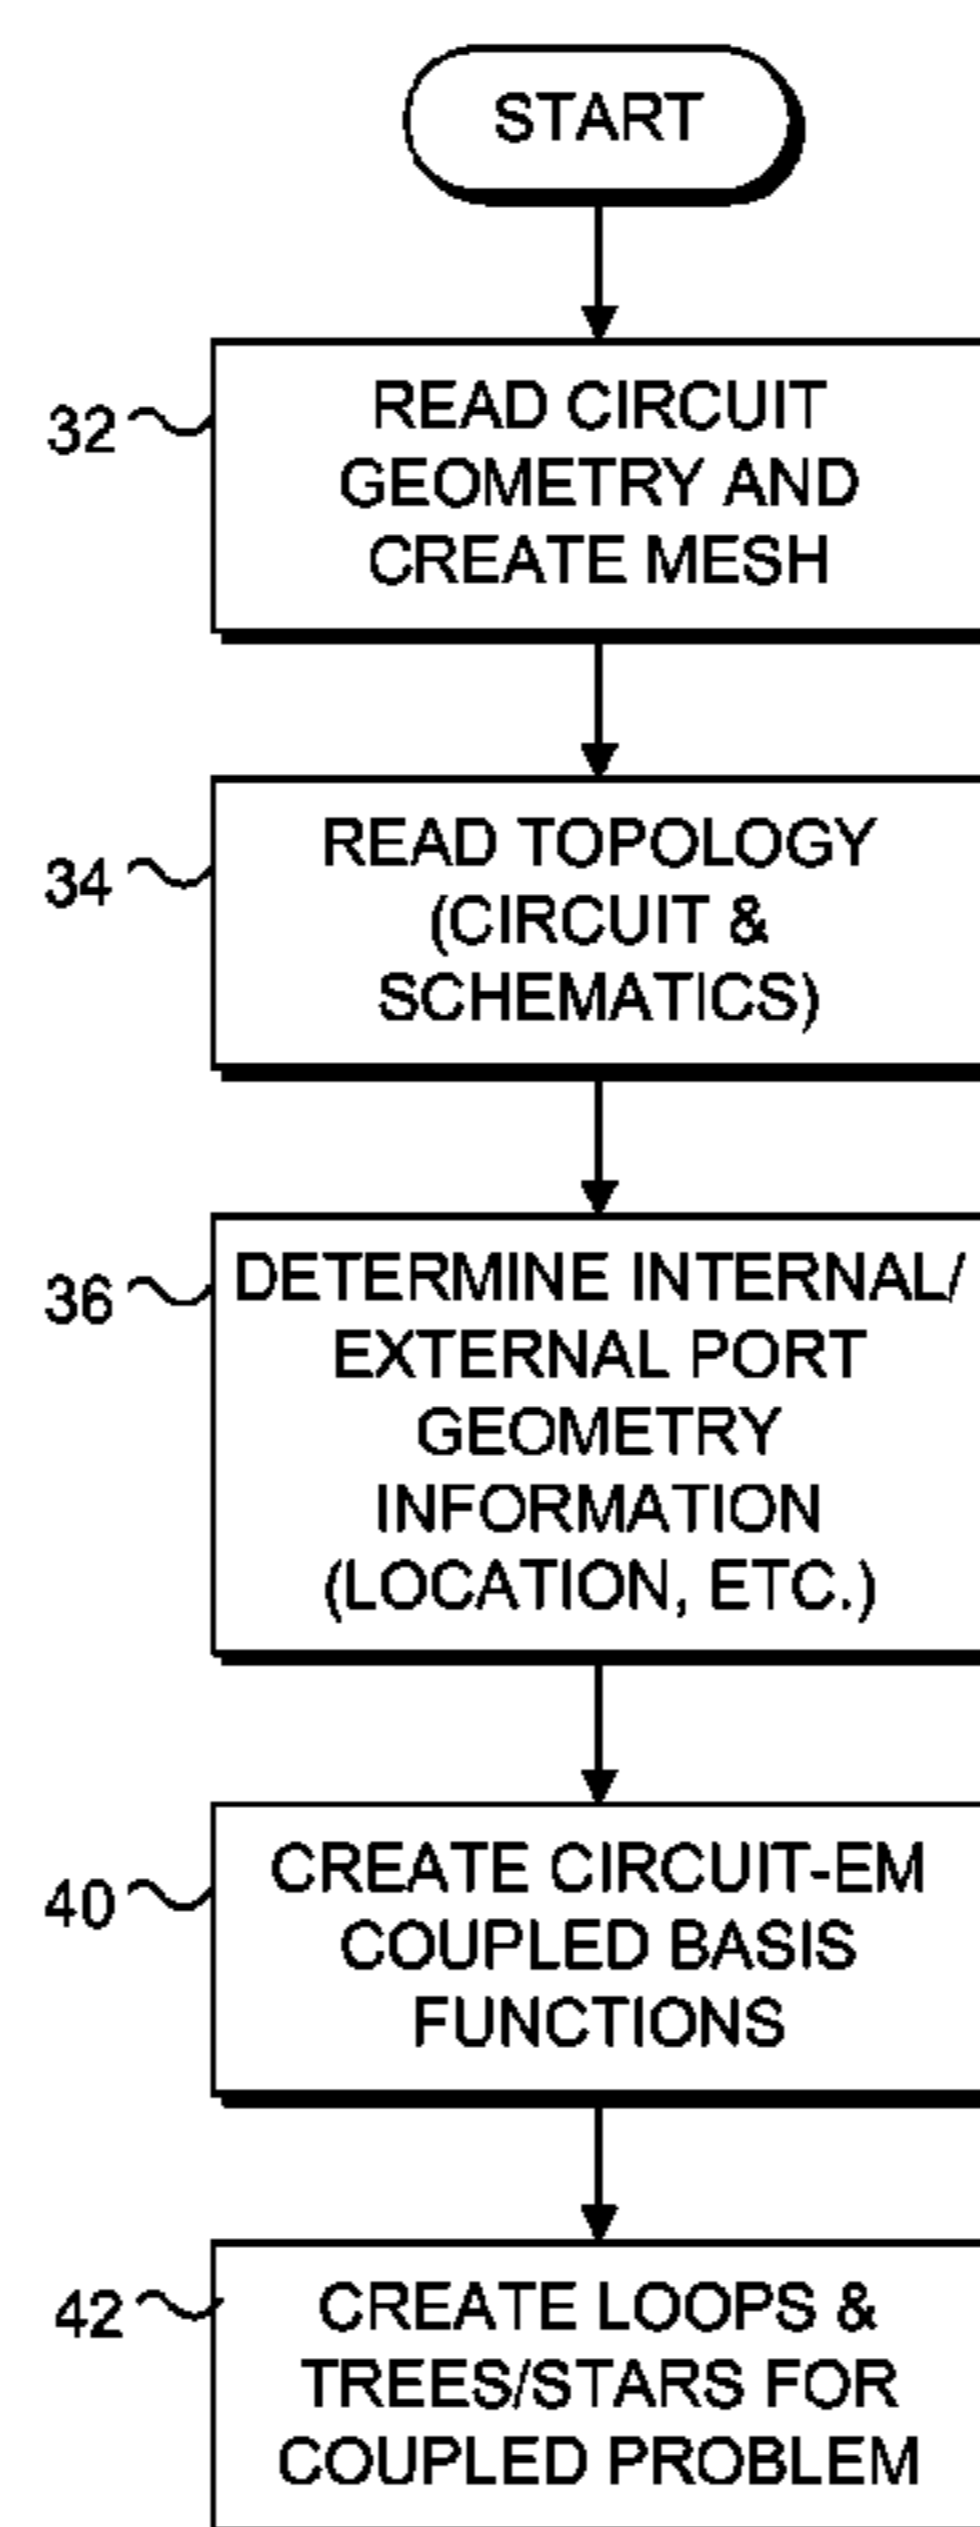 START
32
READ CIRCUIT
GEOMETRY AND
CREATE MESH
34
READ TOPOLOGY
(CIRCUIT &
SCHEMATICS)
36
DETERMINE INTERNAL/
EXTERNAL PORT
GEOMETRY
INFORMATION
(LOCATION, ETC.)
40
CREATE CIRCUIT-EM
COUPLED BASIS
FUNCTIONS
42
CREATE LOOPS &
TREES/STARS FOR
COUPLED PROBLEM